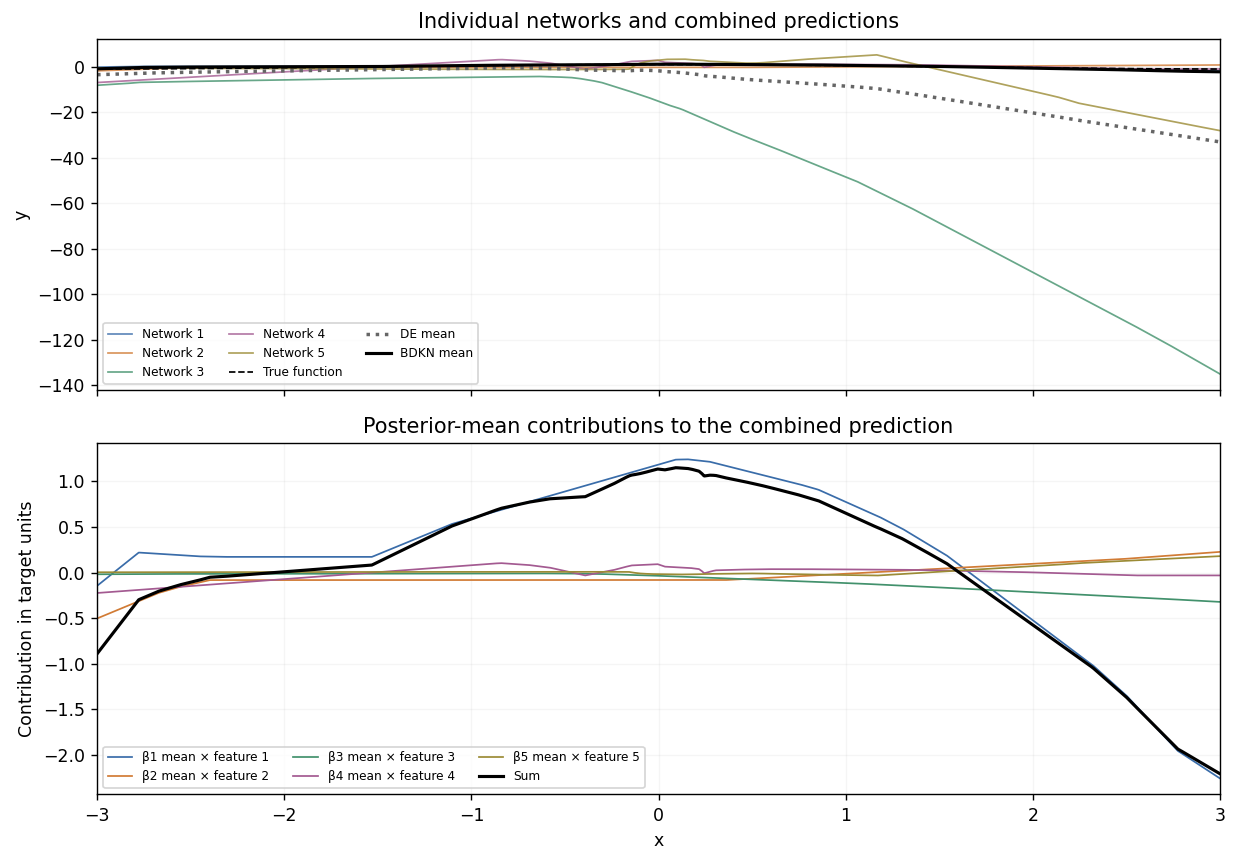 Individual networks and combined predictions
y
0
−20
−40
−60
−80
−100
−120
−140
Network 1
Network 2
Network 3
Network 4
Network 5
True function
DE mean
BDKN mean
Posterior-mean contributions to the combined prediction
Contribution in target units
1.0
0.5
0.0
−0.5
−1.0
−1.5
−2.0
β1 mean × feature 1
β2 mean × feature 2
β3 mean × feature 3
β4 mean × feature 4
β5 mean × feature 5
Sum
−3 −2 −1 0 1 2 3
x